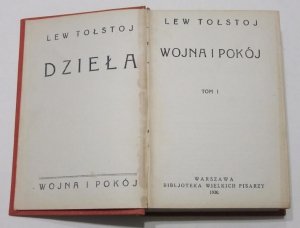 LEW TOŁSTOJ
DZIEŁA
WOJNA I POKÓJ
LEW TOŁSTOJ
WOJNA I POKÓJ
TOM I
WARSZAWA
BIBLJOTEKA WIELKICH PISARZY